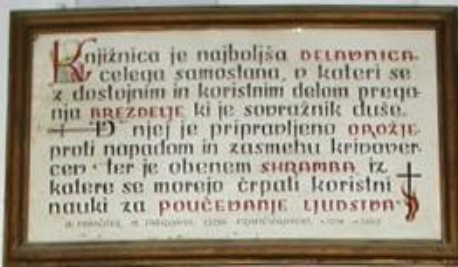 Knjižnica je najboljša DELAVNICA
celega samostana, v kateri se
z dostojnim in koristnim delom prega
nja BREZDELJE ki je sovražnik duše.
V njej je pripravljeno OROŽJE
proti napadom in zasmehu krivover
cev · ter je obenem SHRAMBA iz
katere se morejo črpati koristni
nauki za POUČEVANJE LJUDSTVA